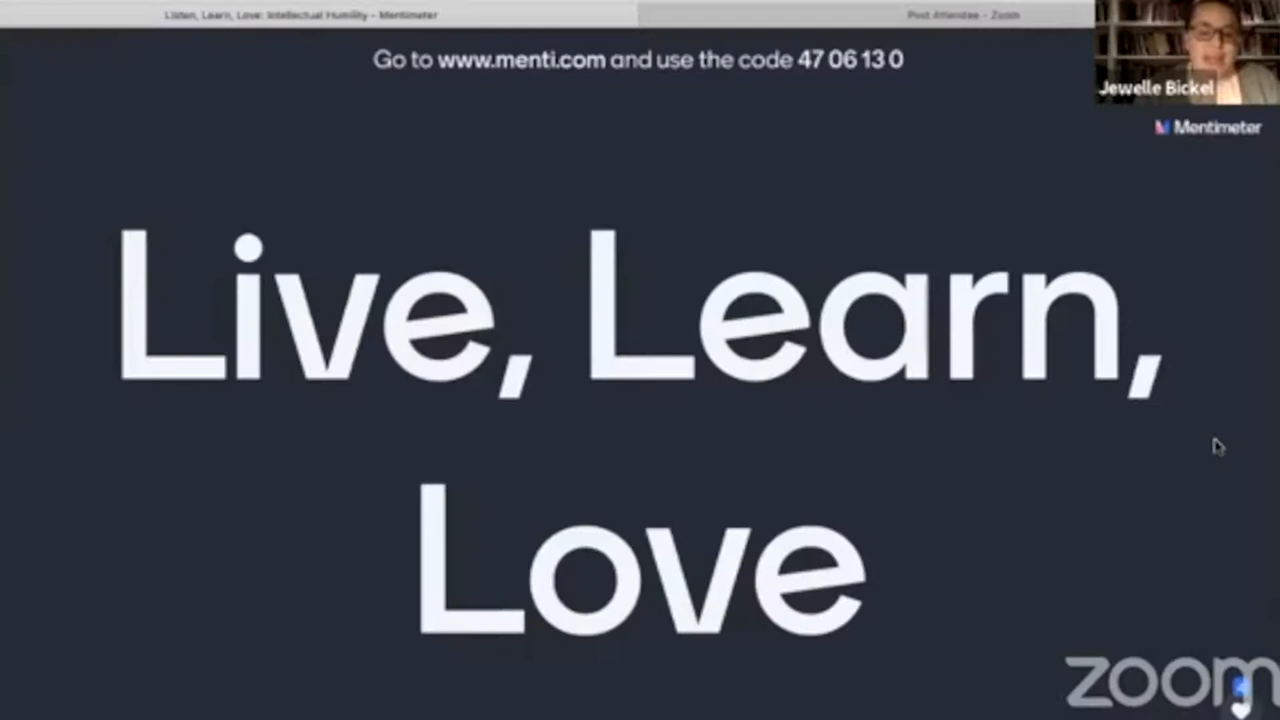 Listen, Learn, Love: Intellectual Humility - Mentimeter
Post Attendee - Zoom
Go to www.menti.com and use the code 47 06 13 0
Jewelle Bickel
Mentimeter
Live, Learn,
Love
zoom